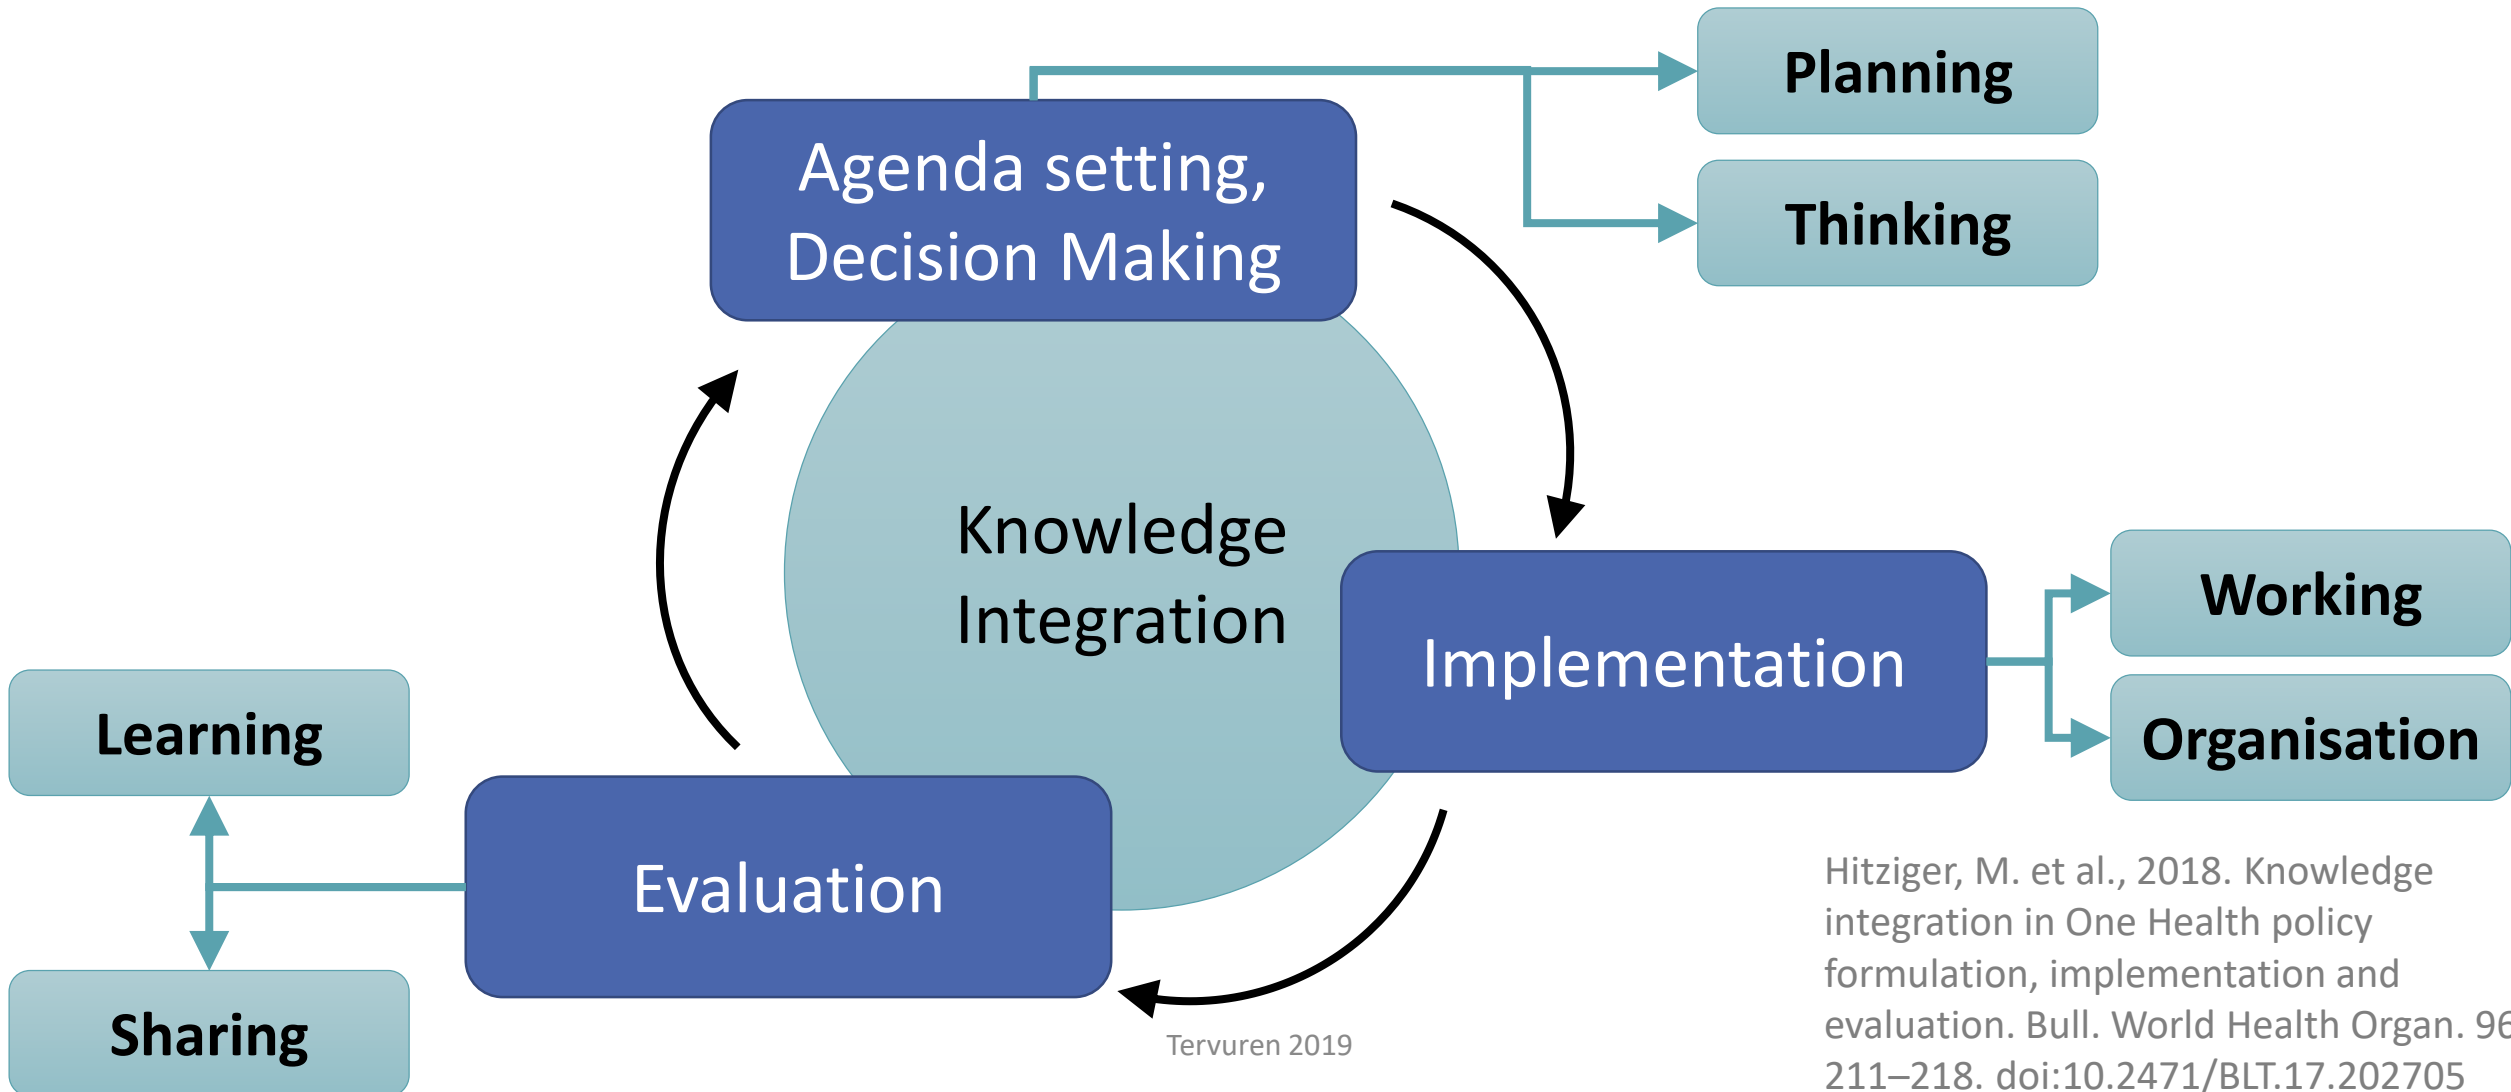 Planning
Agenda setting,
Decision Making
Thinking
Knowledge
Integration
Working
Implementation
Organisation
Learning
Evaluation
Sharing
Hitziger, M. et al., 2018. Knowledge
integration in One Health policy
formulation, implementation and
evaluation. Bull. World Health Organ. 96
211–218. doi:10.2471/BLT.17.202705
Tervuren 2019